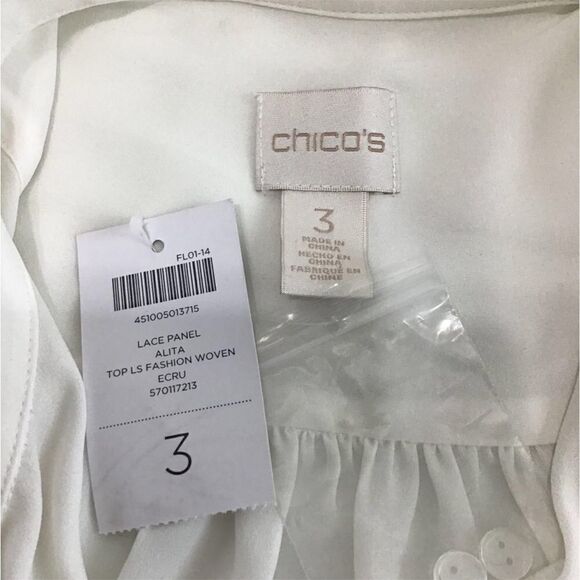 chico's
3
MADE IN
CHINA
HECHO EN
CHINA
FABRIQUÉ EN
CHINE
FL01-14
451005013715
LACE PANEL
ALITA
TOP LS FASHION WOVEN
ECRU
570117213
3